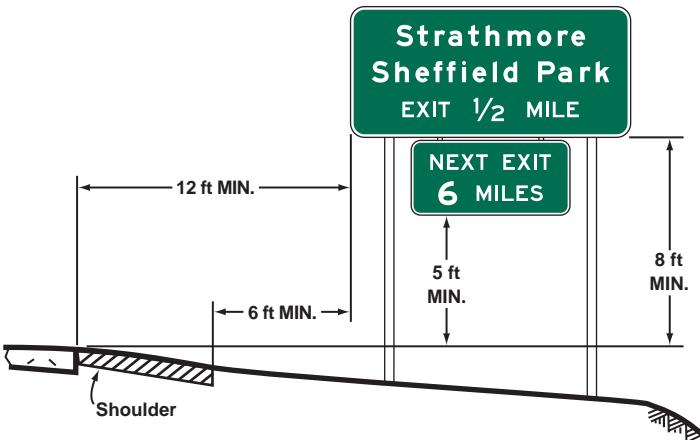 Strathmore
Sheffield Park
EXIT ½ MILE
NEXT EXIT
6 MILES
12 ft MIN.
6 ft MIN.
5 ft
MIN.
8 ft
MIN.
Shoulder